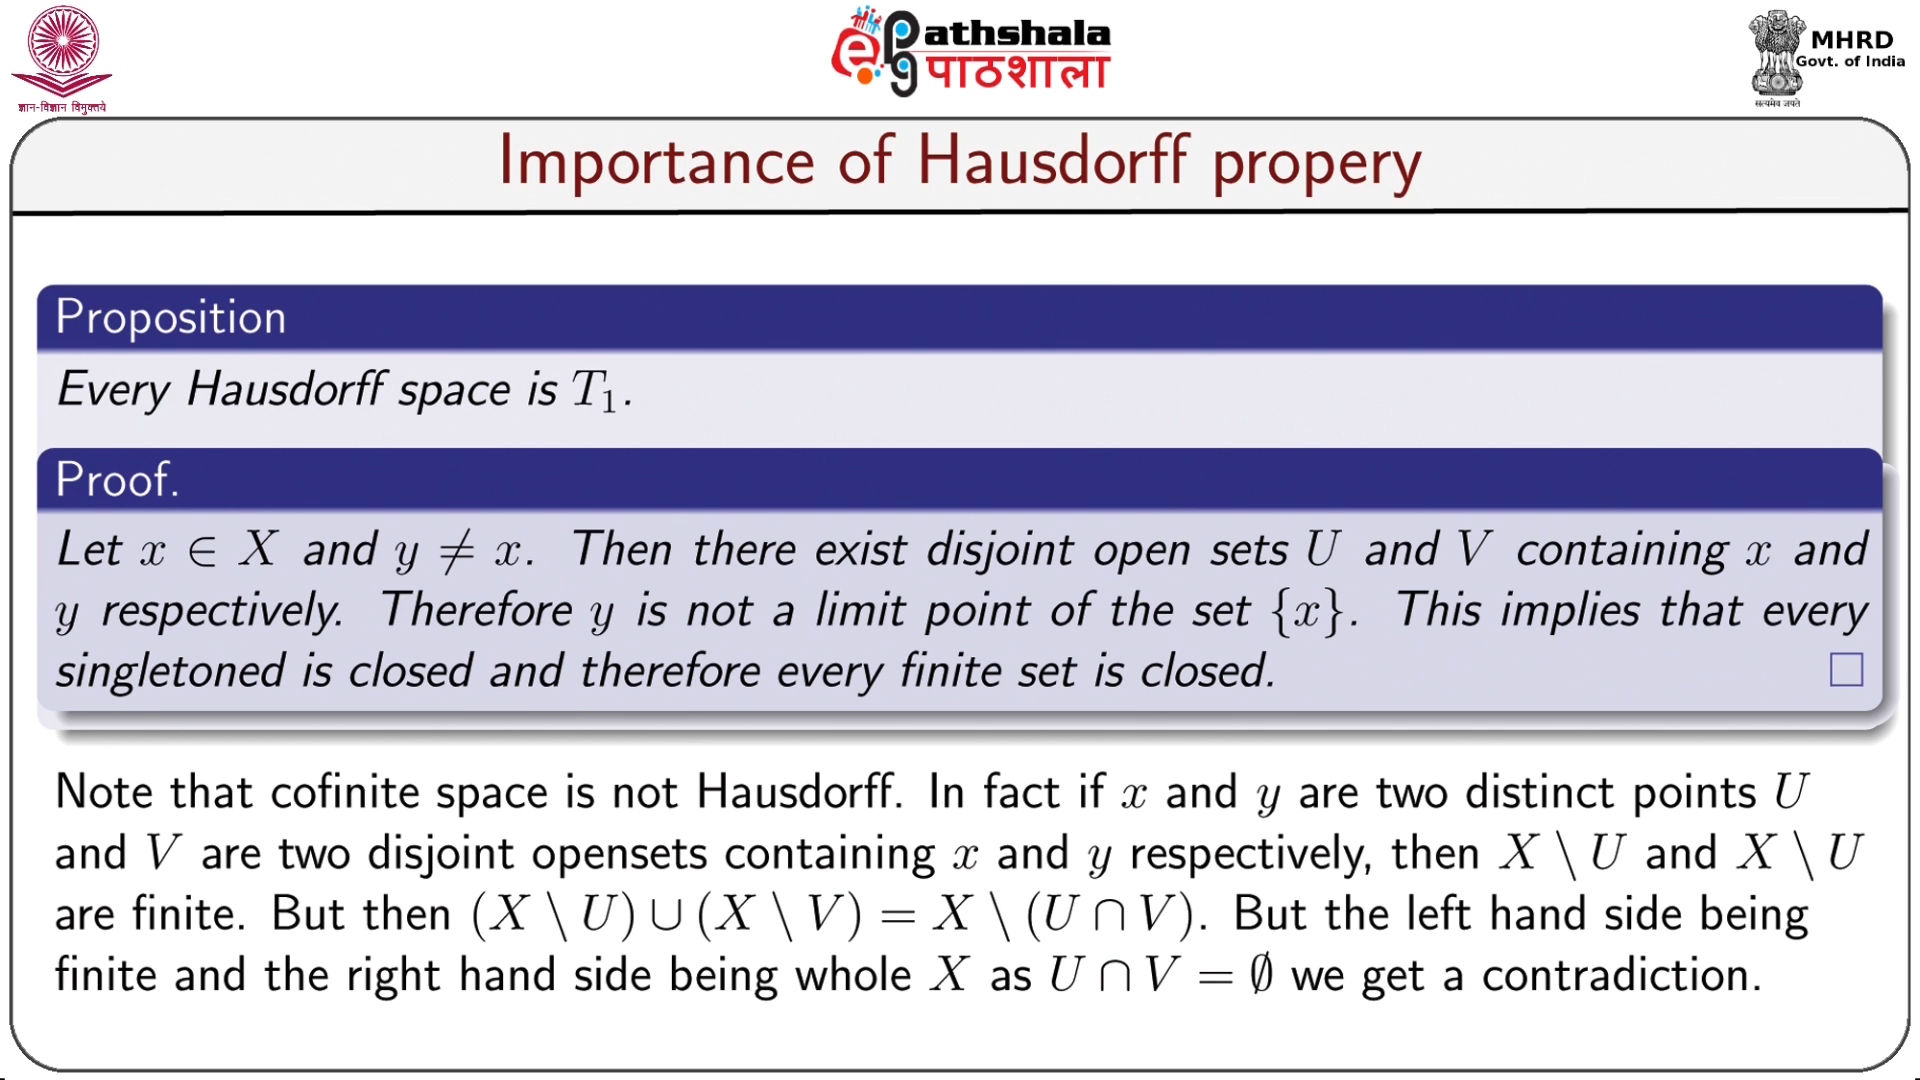 ज्ञान-विज्ञान विमुक्तये
ePG Pathshala
पाठशाला
MHRD
Govt. of India
सत्यमेव जयते
Importance of Hausdorff propery
Proposition
Every Hausdorff space is T₁.
Proof.
Let x ∈ X and y ≠ x. Then there exist disjoint open sets U and V containing x and
y respectively. Therefore y is not a limit point of the set {x}. This implies that every
singletoned is closed and therefore every finite set is closed. □
Note that cofinite space is not Hausdorff. In fact if x and y are two distinct points U
and V are two disjoint opensets containing x and y respectively, then X \ U and X \ U
are finite. But then (X \ U) ∪ (X \ V) = X \ (U ∩ V). But the left hand side being
finite and the right hand side being whole X as U ∩ V = ∅ we get a contradiction.